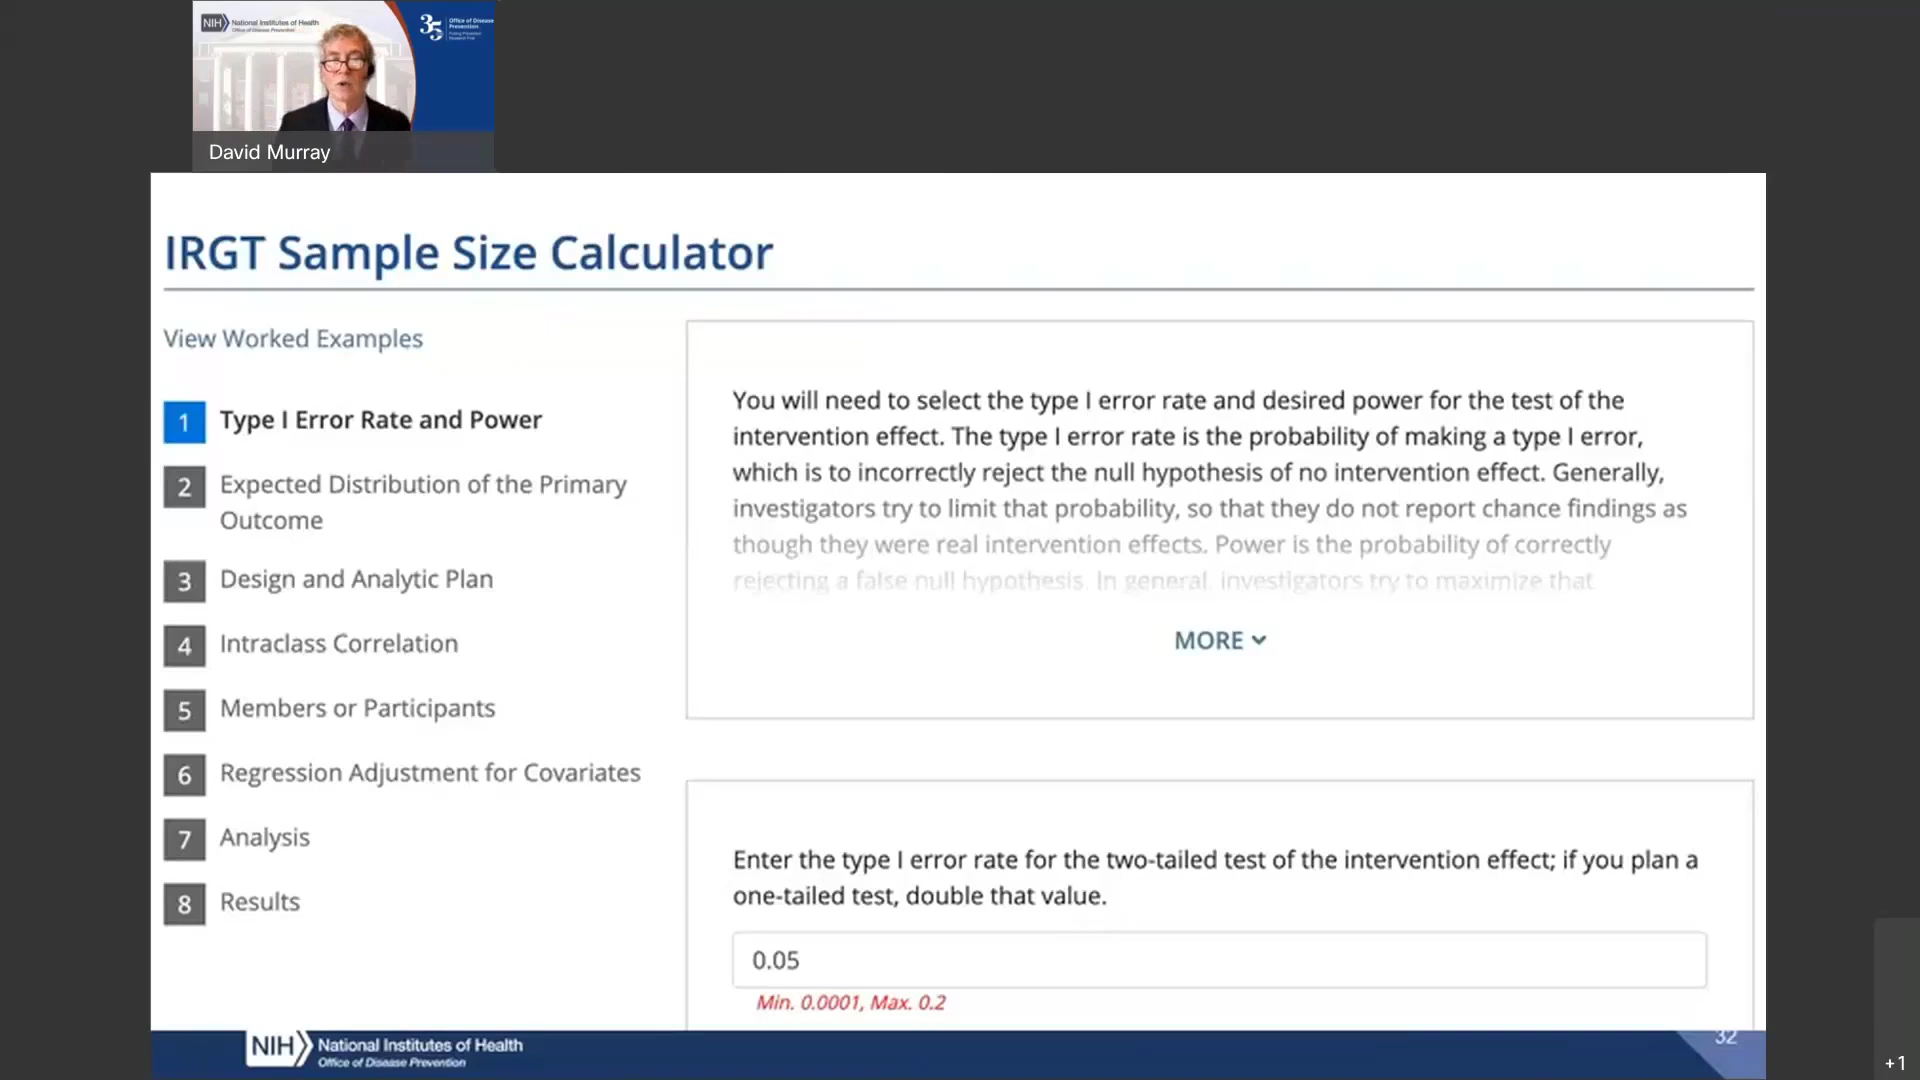 NIH National Institutes of Health
Office of Disease Prevention
35 Office of Disease
Prevention
David Murray
IRGT Sample Size Calculator
View Worked Examples
1 Type I Error Rate and Power
2 Expected Distribution of the Primary
Outcome
3 Design and Analytic Plan
4 Intraclass Correlation
5 Members or Participants
6 Regression Adjustment for Covariates
7 Analysis
8 Results
You will need to select the type I error rate and desired power for the test of the
intervention effect. The type I error rate is the probability of making a type I error,
which is to incorrectly reject the null hypothesis of no intervention effect. Generally,
investigators try to limit that probability, so that they do not report chance findings as
though they were real intervention effects. Power is the probability of correctly
rejecting a false null hypothesis. In general, investigators try to maximize that
MORE
Enter the type I error rate for the two-tailed test of the intervention effect; if you plan a
one-tailed test, double that value.
0.05
Min. 0.0001, Max. 0.2
NIH National Institutes of Health
Office of Disease Prevention
32
+1